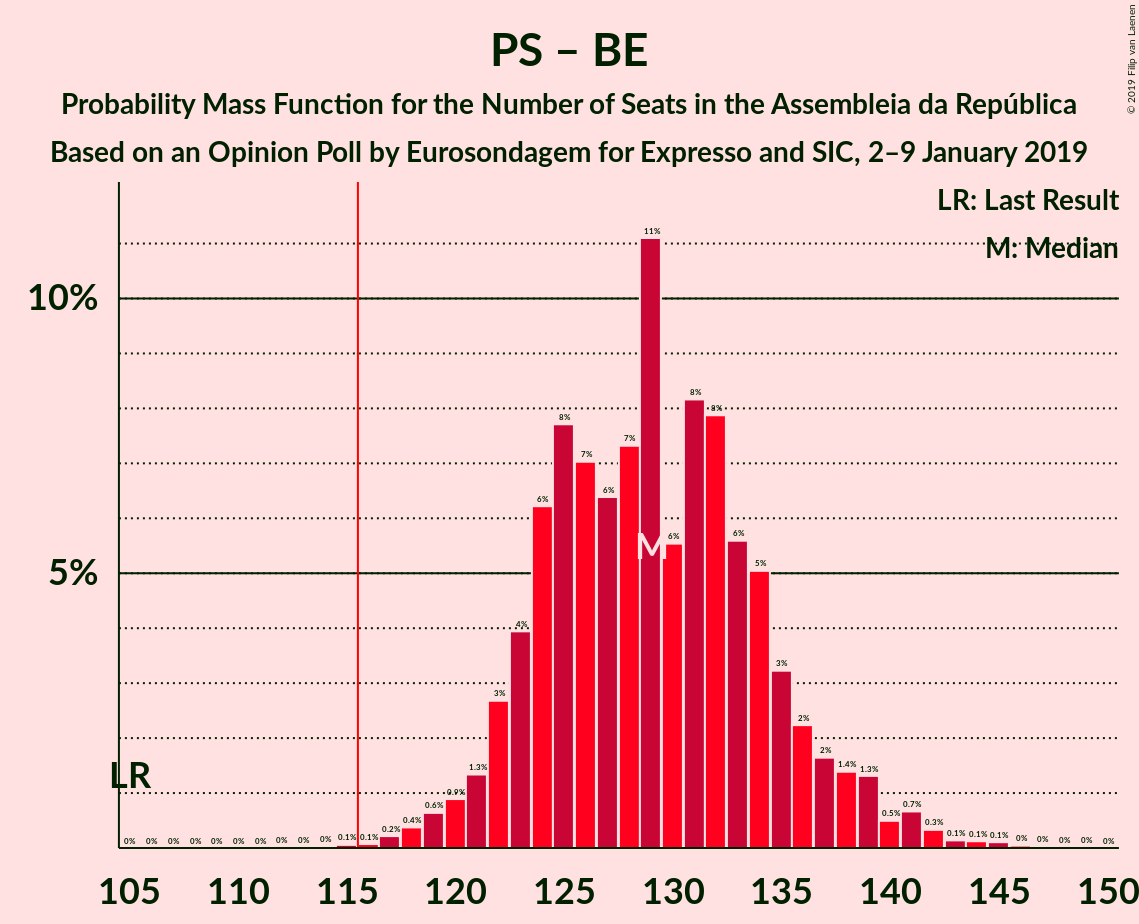 PS – BE
Probability Mass Function for the Number of Seats in the Assembleia da República
Based on an Opinion Poll by Eurosondagem for Expresso and SIC, 2–9 January 2019
© 2019 Filip van Laenen
LR: Last Result
M: Median
10%
5%
LR
M
0% 0% 0% 0% 0% 0% 0% 0% 0% 0% 0.1% 0.1% 0.2% 0.4% 0.6% 0.9% 1.3% 3% 4% 6% 8% 7% 6% 7% 11% 6% 8% 8% 6% 5% 3% 2% 2% 1.4% 1.3% 0.5% 0.7% 0.3% 0.1% 0.1% 0.1% 0% 0% 0% 0% 0%
105 110 115 120 125 130 135 140 145 150